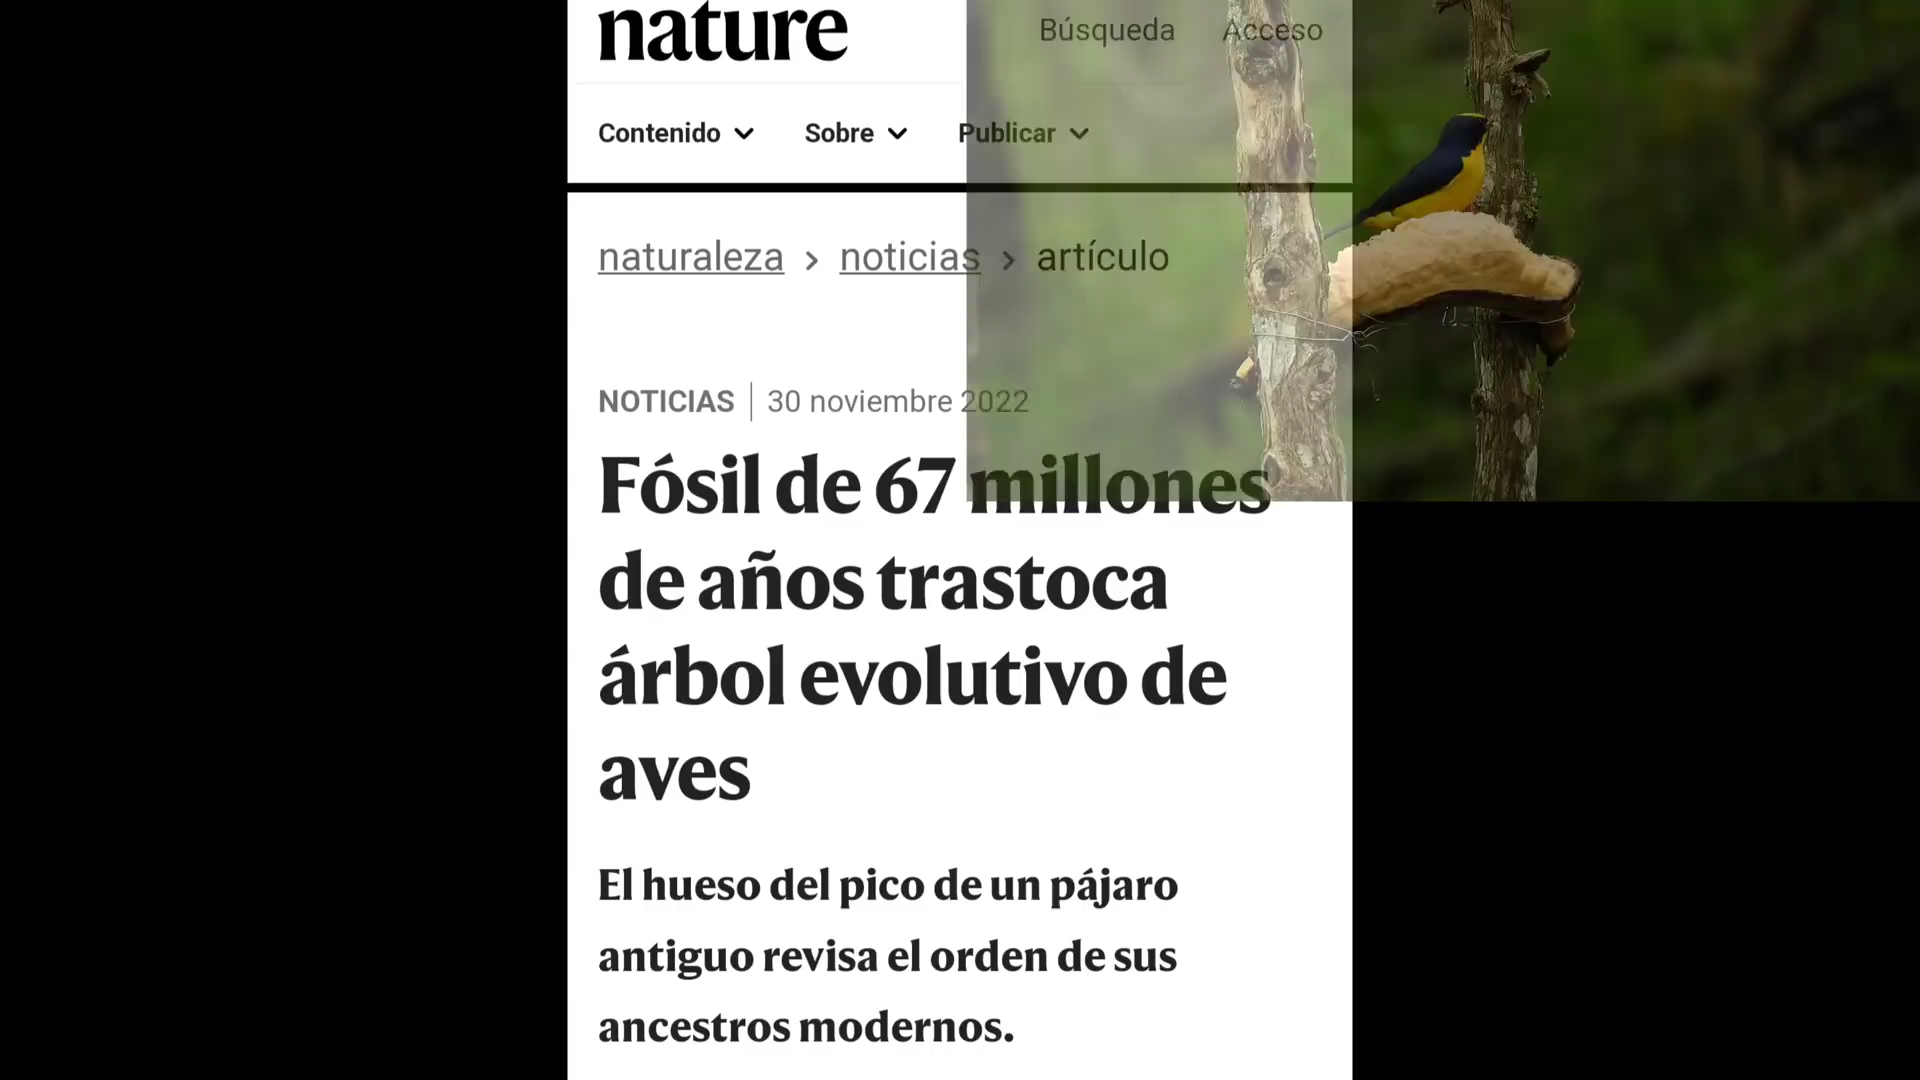 nature
Búsqueda Acceso
Contenido Sobre Publicar
naturaleza > noticias > artículo
NOTICIAS | 30 noviembre 2022
Fósil de 67 millones
de años trastoca
árbol evolutivo de
aves
El hueso del pico de un pájaro
antiguo revisa el orden de sus
ancestros modernos.